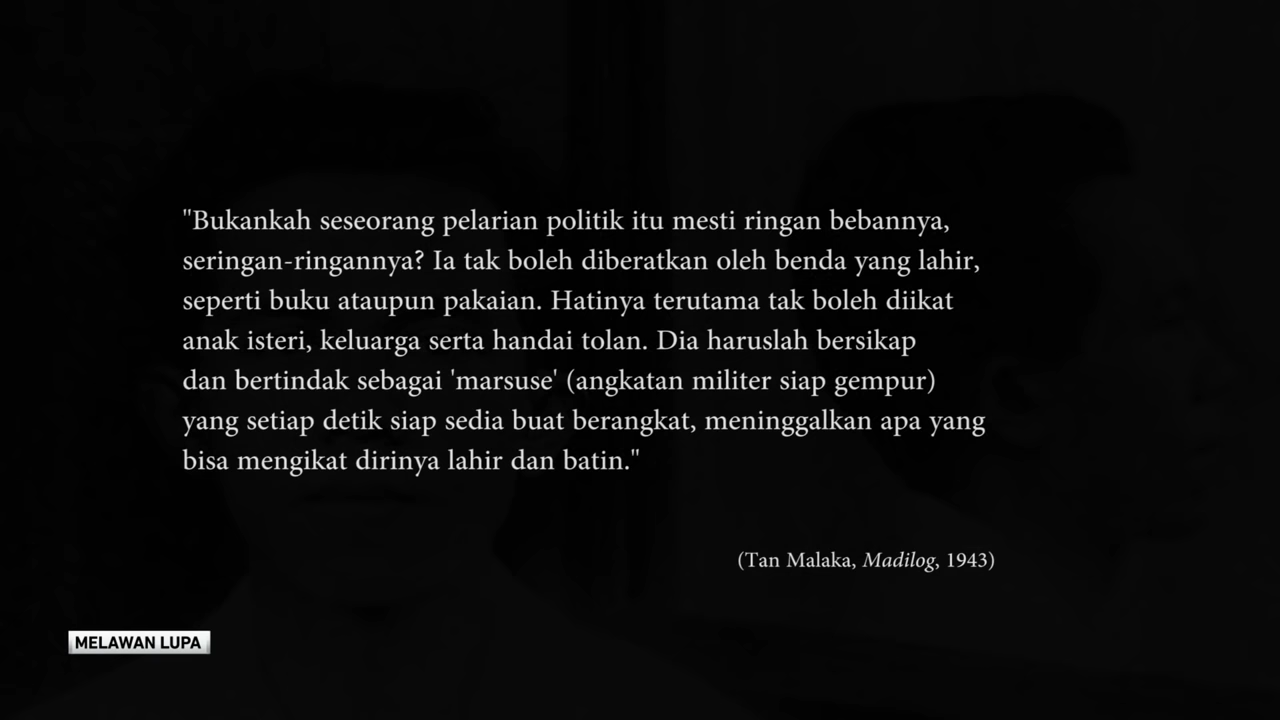 "Bukankah seseorang pelarian politik itu mesti ringan bebannya,
seringan-ringannya? Ia tak boleh diberatkan oleh benda yang lahir,
seperti buku ataupun pakaian. Hatinya terutama tak boleh diikat
anak isteri, keluarga serta handai tolan. Dia haruslah bersikap
dan bertindak sebagai 'marsuse' (angkatan militer siap gempur)
yang setiap detik siap sedia buat berangkat, meninggalkan apa yang
bisa mengikat dirinya lahir dan batin."
(Tan Malaka, Madilog, 1943)
MELAWAN LUPA